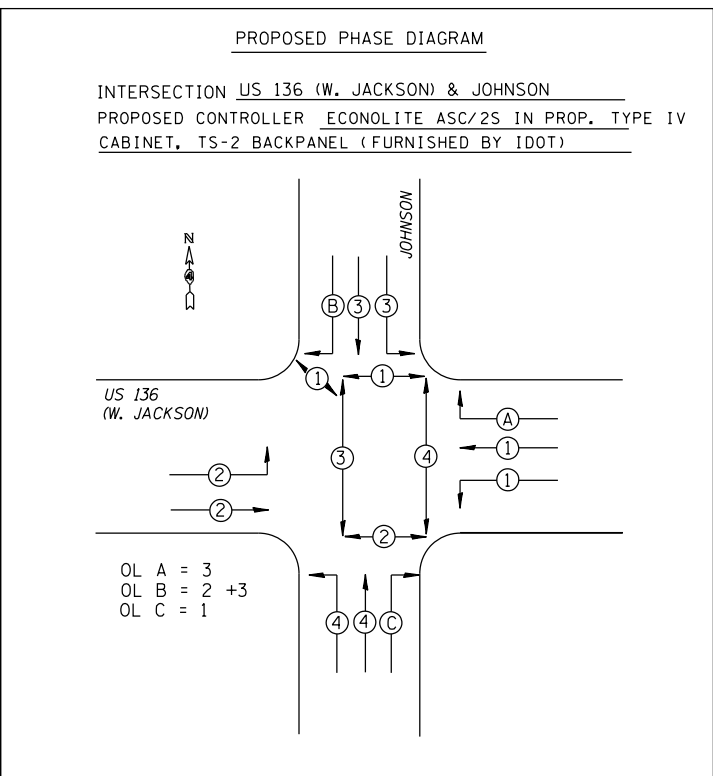 PROPOSED PHASE DIAGRAM
INTERSECTION US 136 (W. JACKSON) & JOHNSON
PROPOSED CONTROLLER ECONOLITE ASC/2S IN PROP. TYPE IV
CABINET, TS-2 BACKPANEL (FURNISHED BY IDOT)
JOHNSON
N
4
B 3 3
1 1
US 136
(W. JACKSON)
A
1
3 4
2 1
2
2
OL A = 3
OL B = 2 +3
OL C = 1
4 4 C